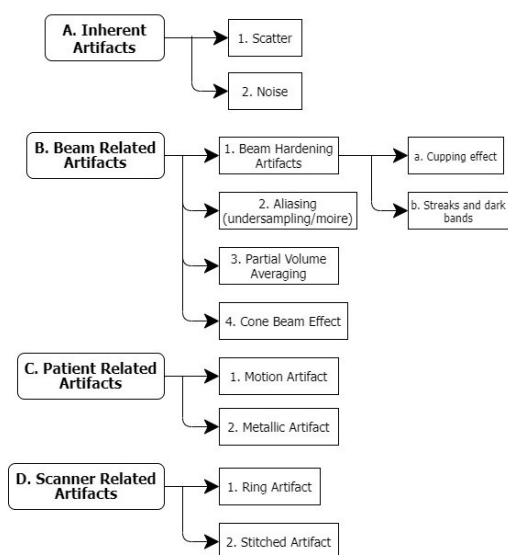 A. Inherent
Artifacts
1. Scatter
2. Noise
B. Beam Related
Artifacts
1. Beam Hardening
Artifacts
a. Cupping effect
b. Streaks and dark
bands
2. Aliasing
(undersampling/moire)
3. Partial Volume
Averaging
4. Cone Beam Effect
C. Patient Related
Artifacts
1. Motion Artifact
2. Metallic Artifact
D. Scanner Related
Artifacts
1. Ring Artifact
2. Stitched Artifact